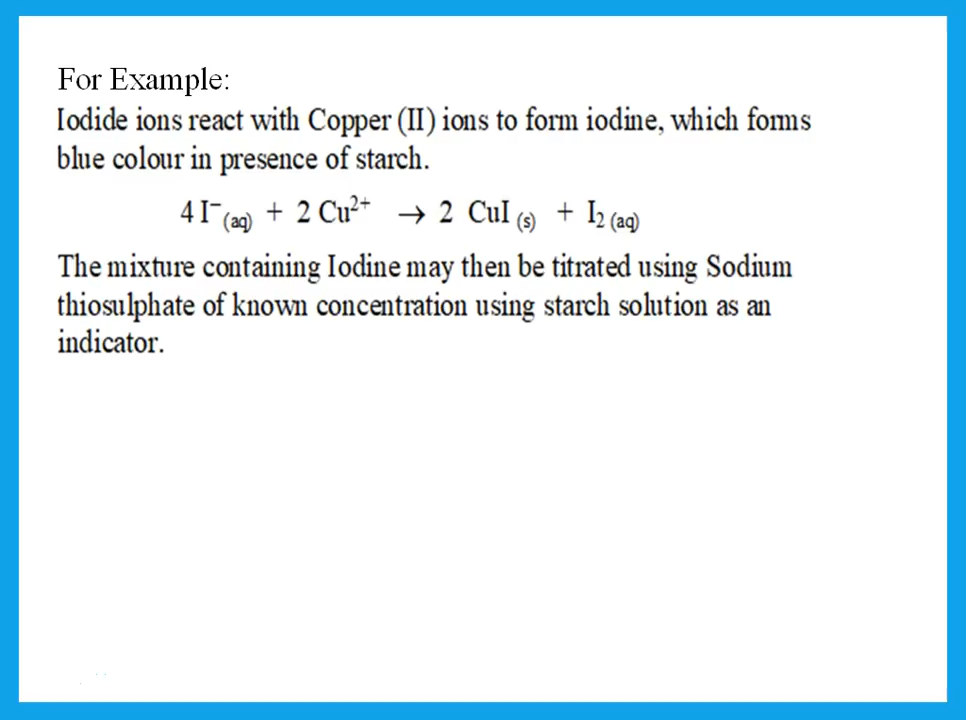 For Example:
Iodide ions react with Copper (II) ions to form iodine, which forms
blue colour in presence of starch.
4 I⁻ (aq) + 2 Cu²⁺ → 2 CuI (s) + I₂ (aq)
The mixture containing Iodine may then be titrated using Sodium
thiosulphate of known concentration using starch solution as an
indicator.